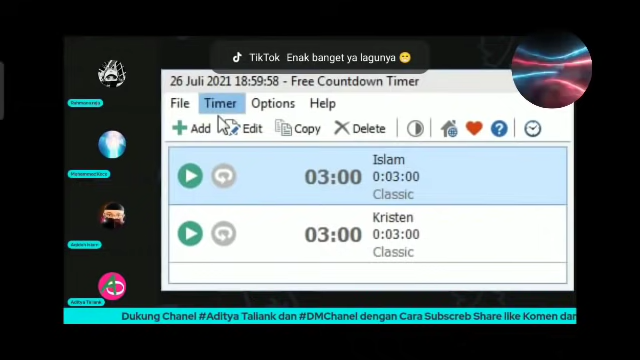 TikTok Enak banget ya lagunya 😁
26 Juli 2021 18:59:58 - Free Countdown Timer
File Timer Options Help
Add Edit Copy Delete
Islam
03:00 0:03:00
Classic
Kristen
03:00 0:03:00
Classic
Aditya Taliank
Dukung Chanel #Aditya Taliank dan #DMChanel dengan Cara Subscreb Share like Komen dan